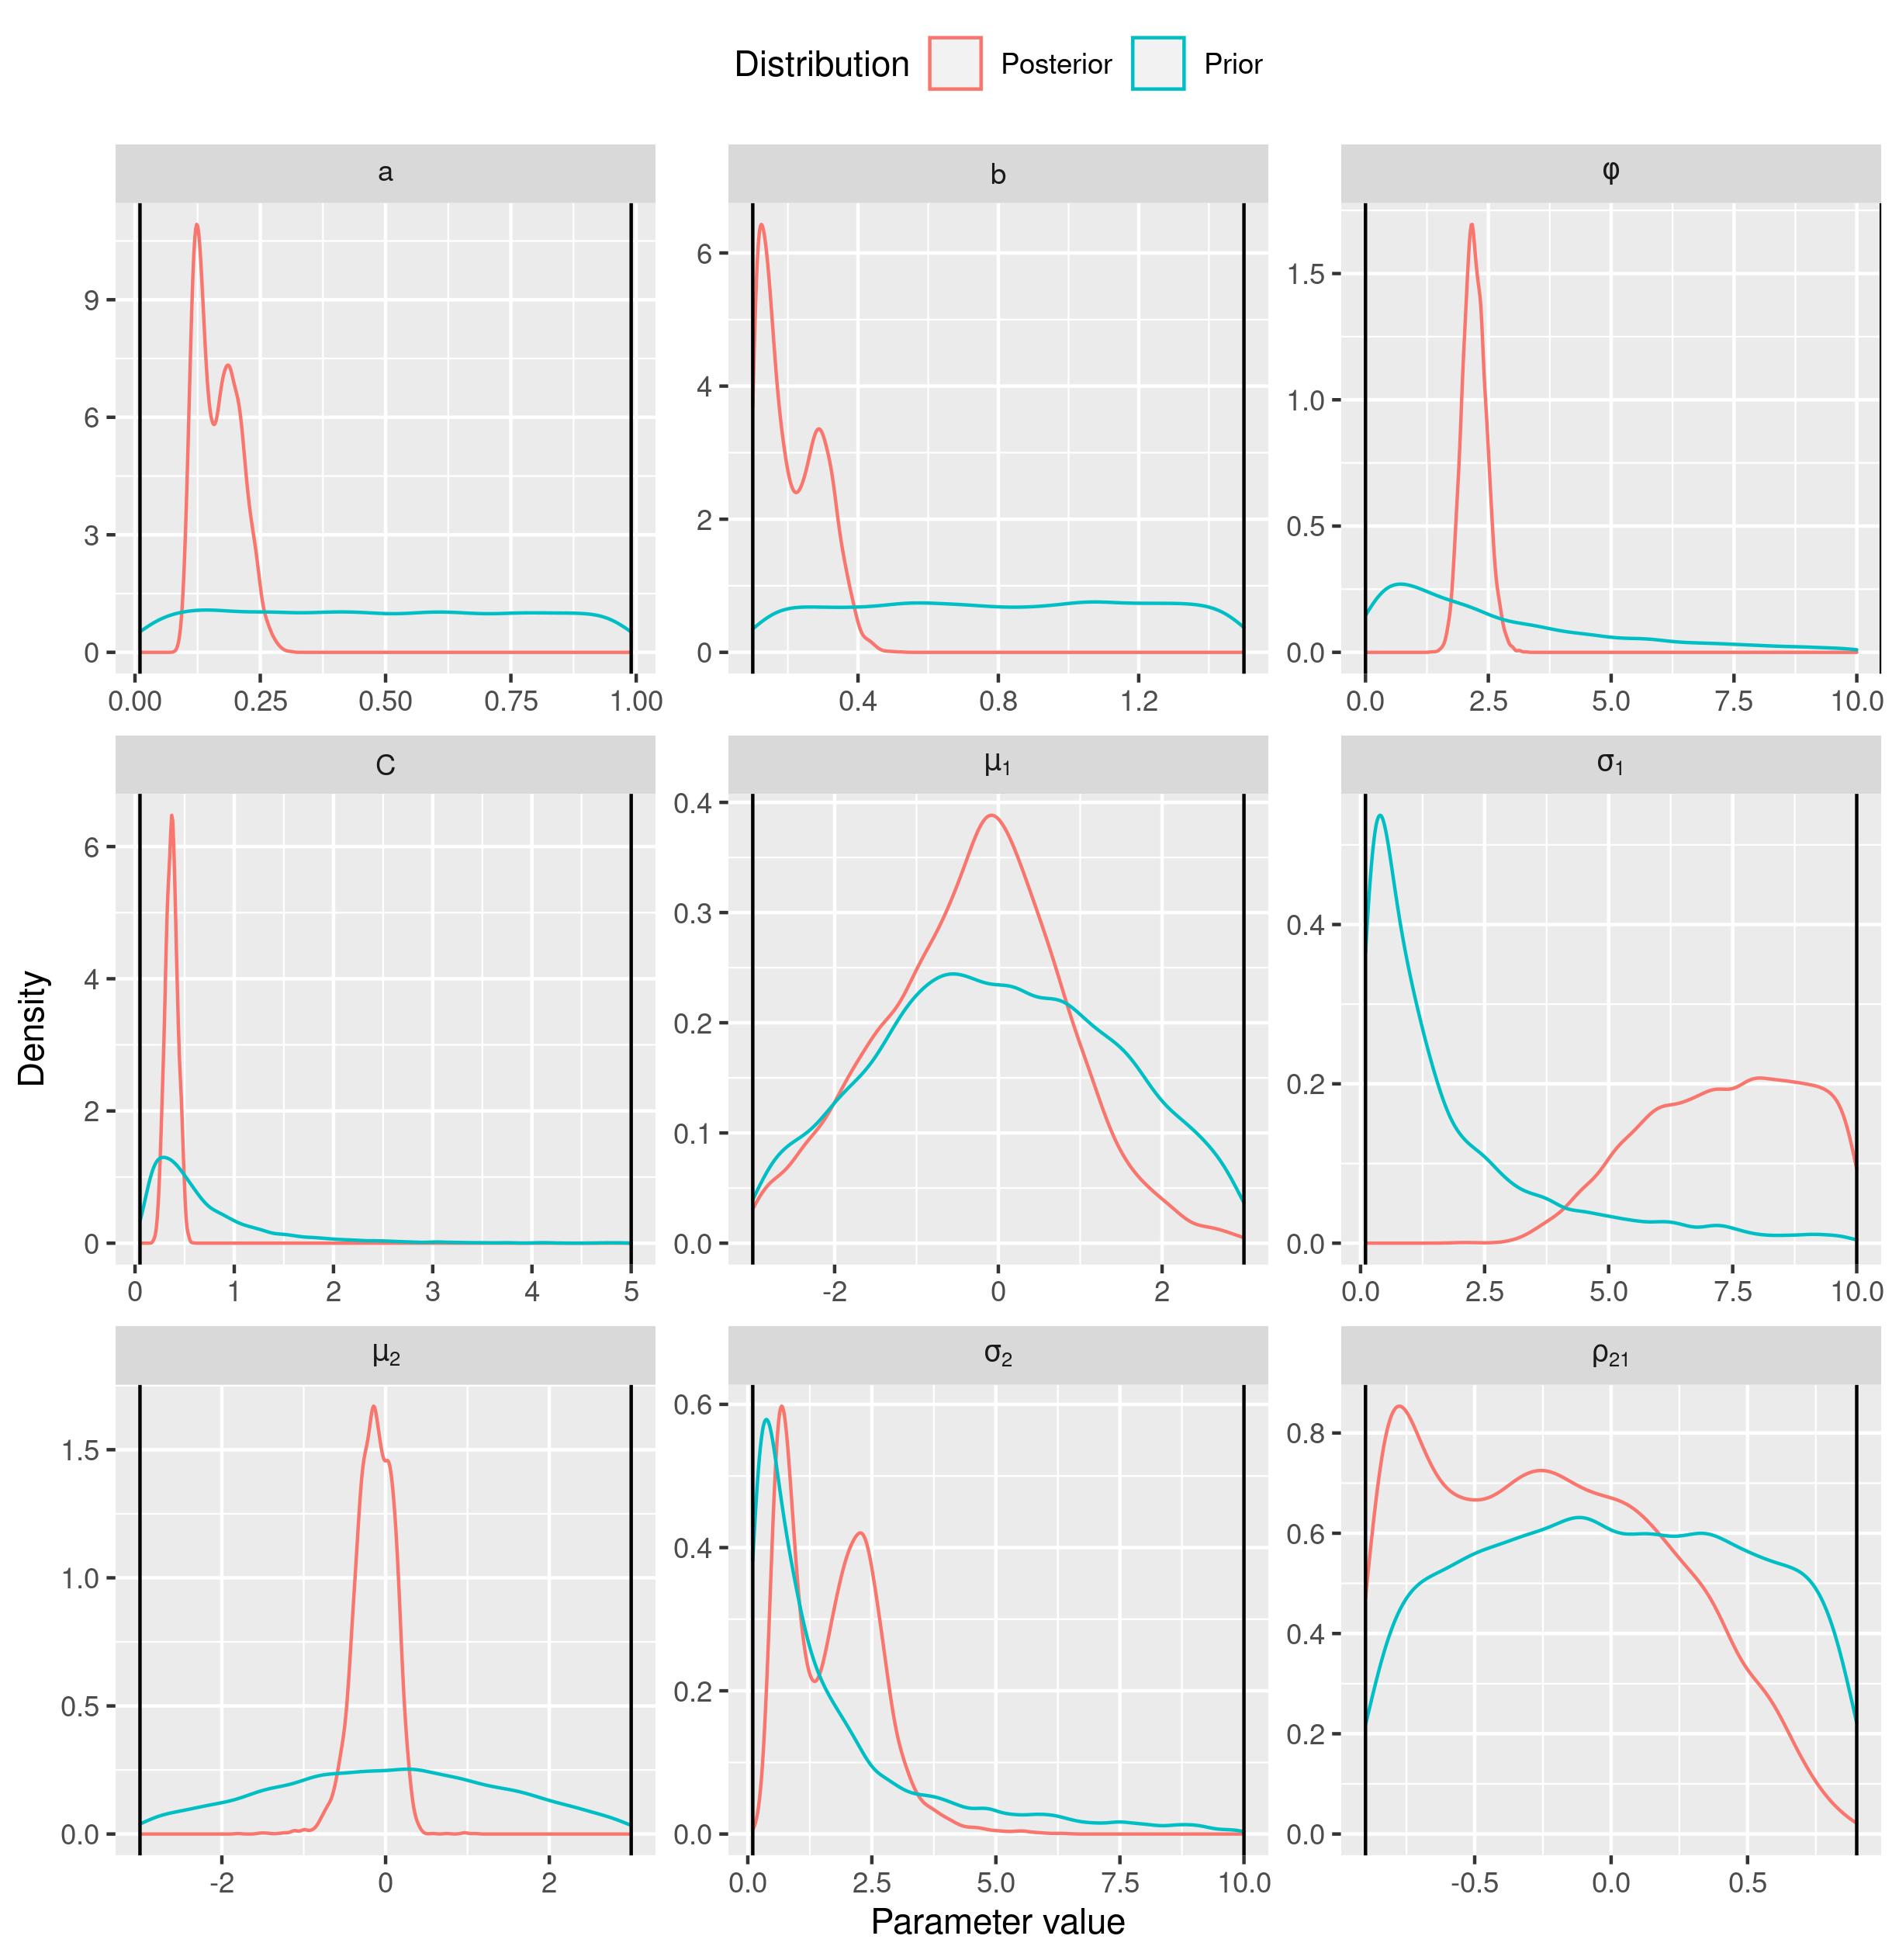 Distribution Posterior Prior
a b φ
9 6 3 0
6 4 2 0
1.5 1.0 0.5 0.0
0.00 0.25 0.50 0.75 1.00 0.4 0.8 1.2 0.0 2.5 5.0 7.5 10.0
C μ₁ σ₁
6 4 2 0
0.4 0.3 0.2 0.1 0.0
0.4 0.2 0.0
0 1 2 3 4 5 -2 0 2 0.0 2.5 5.0 7.5 10.0
μ₂ σ₂ ρ₂₁
1.5 1.0 0.5 0.0
0.6 0.4 0.2 0.0
0.8 0.6 0.4 0.2 0.0
-2 0 2 0.0 2.5 5.0 7.5 10.0 -0.5 0.0 0.5
Density
Parameter value